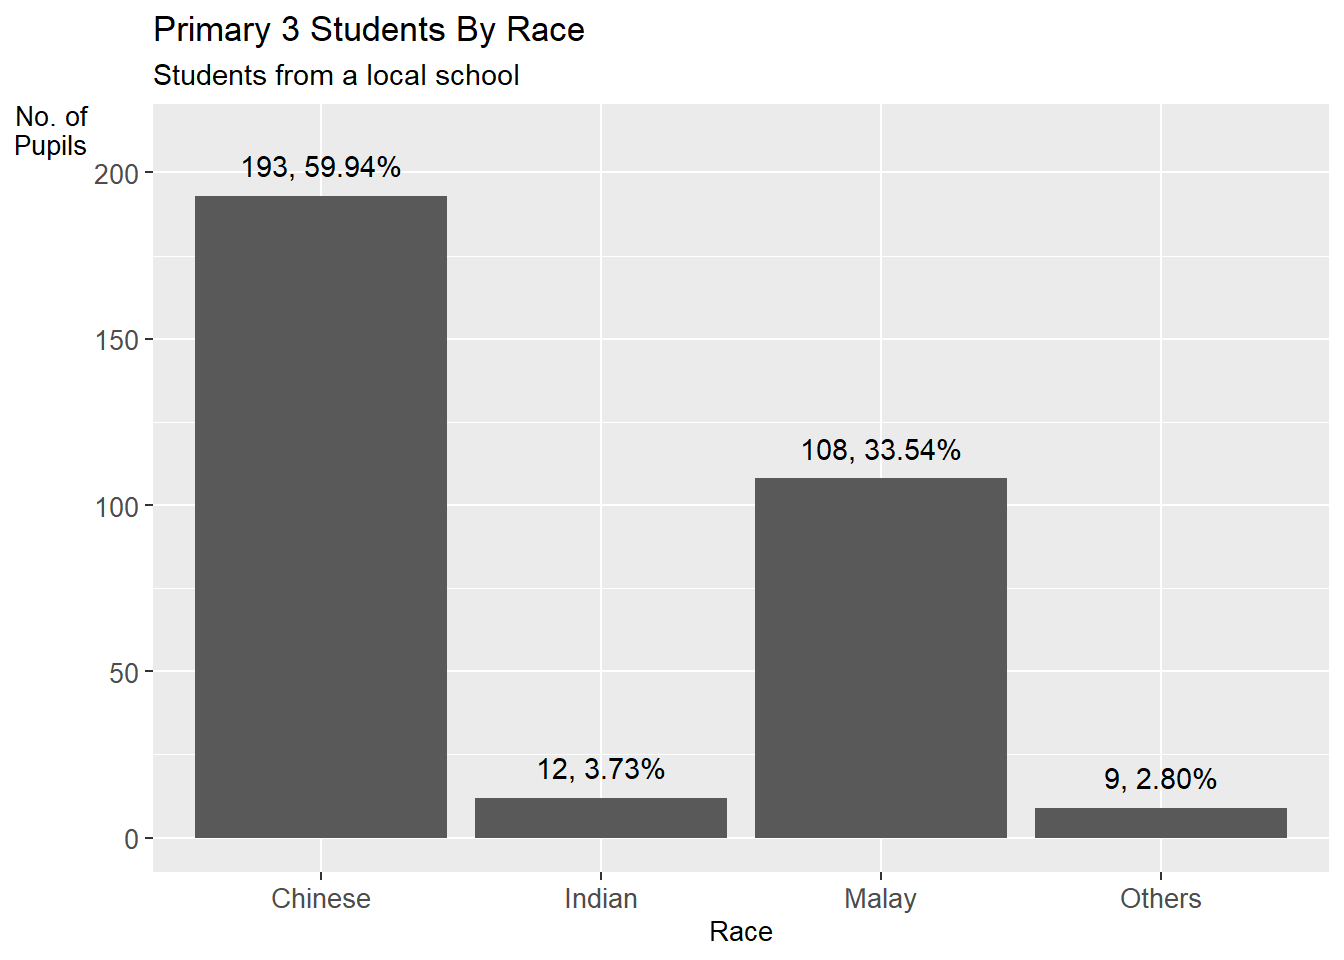 Primary 3 Students By Race
Students from a local school
No. of
Pupils
200
150
100
50
0
193, 59.94%
12, 3.73%
108, 33.54%
9, 2.80%
Chinese
Indian
Malay
Others
Race